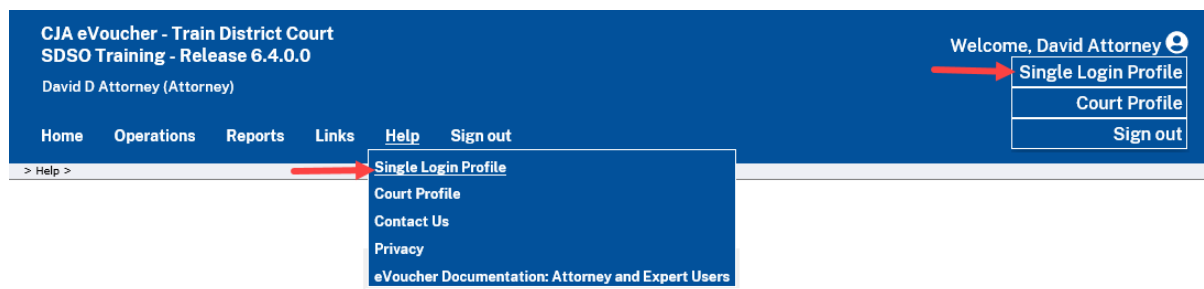 CJA eVoucher - Train District Court
SDSO Training - Release 6.4.0.0
David D Attorney (Attorney)
Welcome, David Attorney
Single Login Profile
Court Profile
Sign out
Home Operations Reports Links Help Sign out
> Help >
Single Login Profile
Court Profile
Contact Us
Privacy
eVoucher Documentation: Attorney and Expert Users